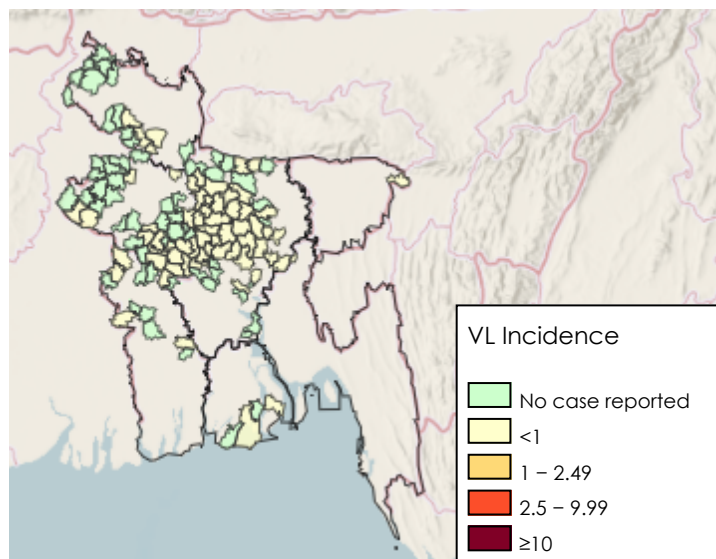 VL Incidence
No case reported
<1
1 – 2.49
2.5 – 9.99
≥10